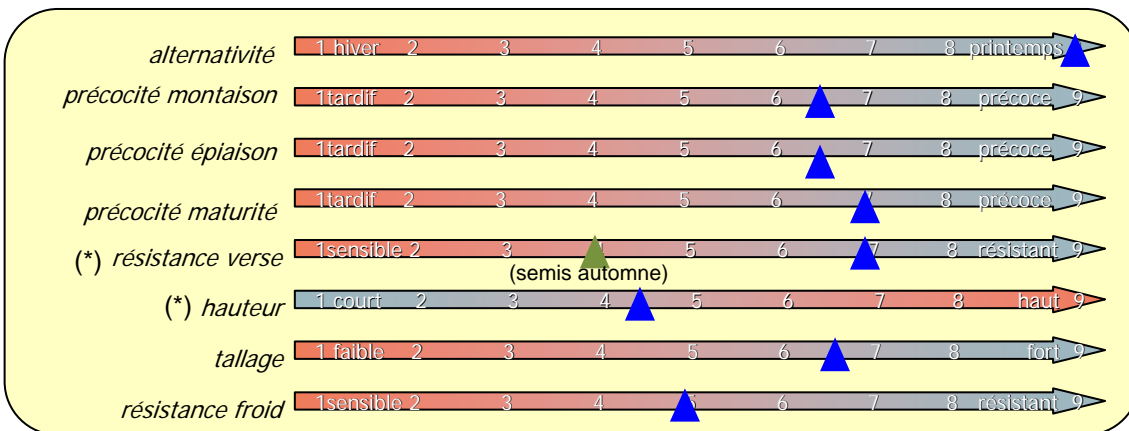 alternativité 1 hiver 2 3 4 5 6 7 8 printemps
précocité montaison 1tardif 2 3 4 5 6 7 8 précoce 9
précocité épiaison 1tardif 2 3 4 5 6 7 8 précoce 9
précocité maturité 1tardif 2 3 4 5 6 7 8 précoce 9
(*) résistance verse 1sensible 2 3 4 5 6 7 8 résistant 9
(semis automne)
(*) hauteur 1 court 2 3 4 5 6 7 8 haut 9
tallage 1 faible 2 3 4 5 6 7 8 fort 9
résistance froid 1sensible 2 3 4 5 6 7 8 résistant 9